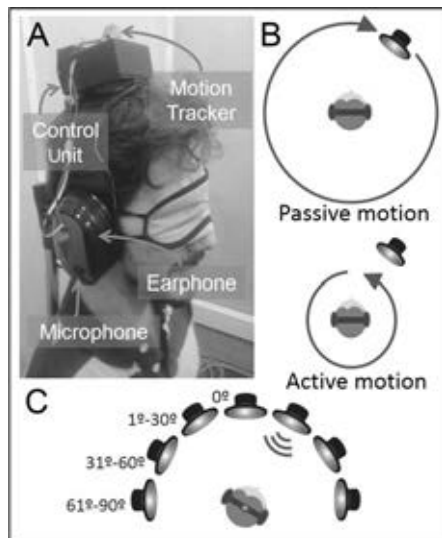 A
Motion
Tracker
Control
Unit
Earphone
Microphone
B
Passive motion
Active motion
C
0º
1º-30º
31º-60º
61º-90º